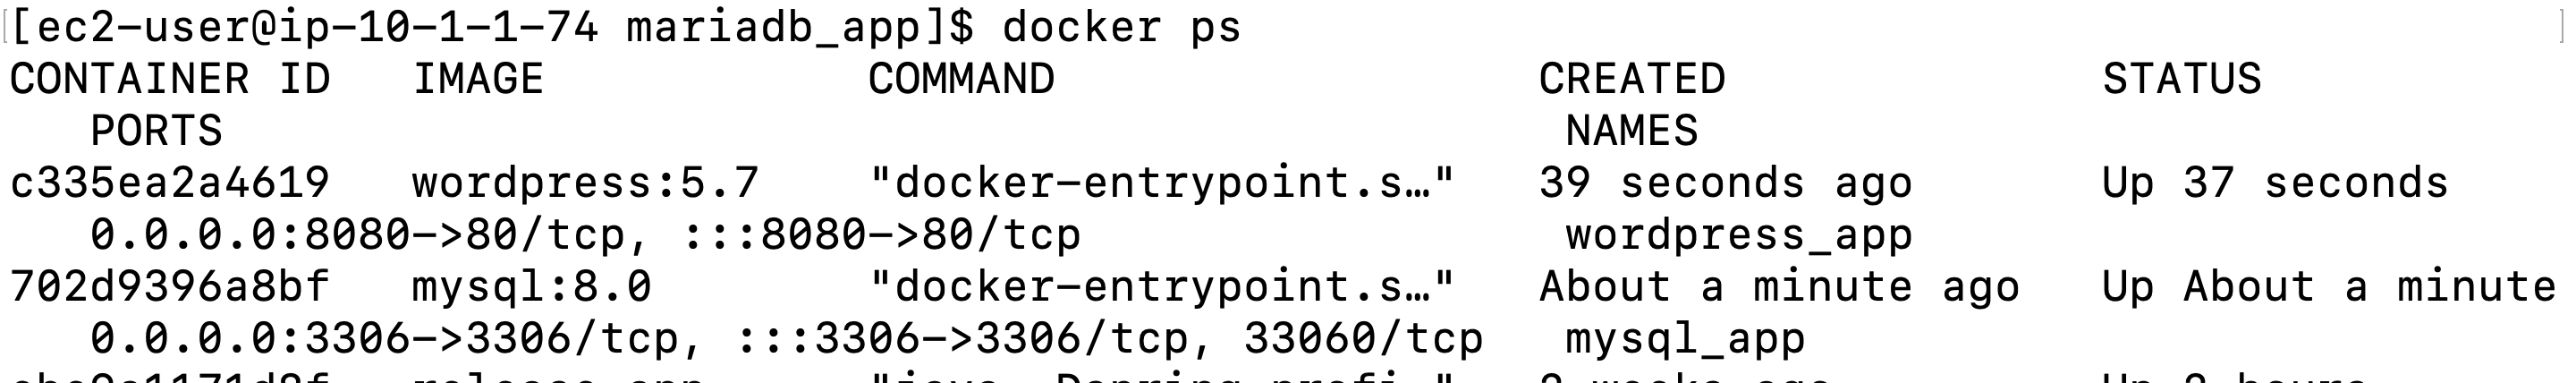 [ec2-user@ip-10-1-1-74 mariadb_app]$ docker ps
CONTAINER ID   IMAGE            COMMAND                  CREATED              STATUS
   PORTS                                                  NAMES
c335ea2a4619   wordpress:5.7    "docker-entrypoint.s…"   39 seconds ago       Up 37 seconds
   0.0.0.0:8080->80/tcp, :::8080->80/tcp                  wordpress_app
702d9396a8bf   mysql:8.0        "docker-entrypoint.s…"   About a minute ago   Up About a minute
   0.0.0.0:3306->3306/tcp, :::3306->3306/tcp, 33060/tcp   mysql_app